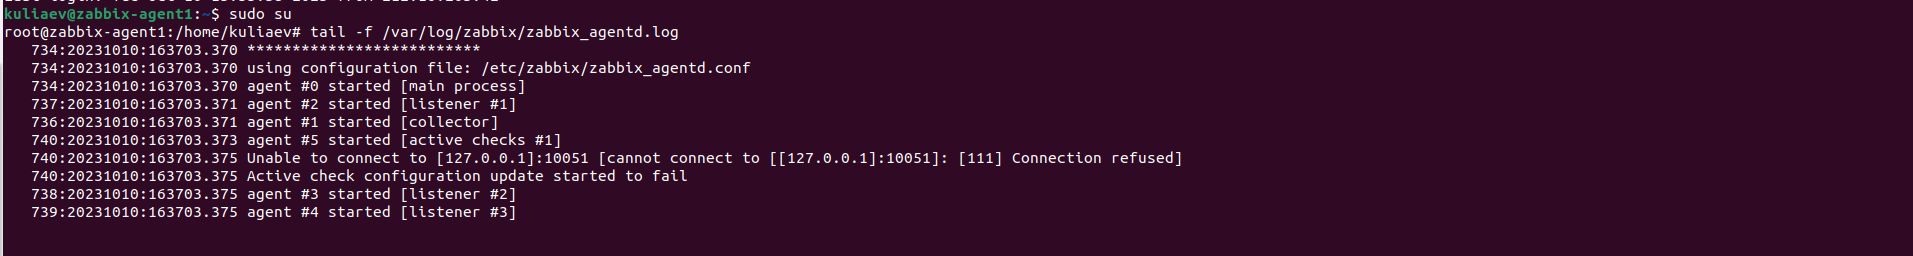 kuliaev@zabbix-agent1:~$ sudo su
root@zabbix-agent1:/home/kuliaev# tail -f /var/log/zabbix/zabbix_agentd.log
734:20231010:163703.370 **************************
734:20231010:163703.370 using configuration file: /etc/zabbix/zabbix_agentd.conf
734:20231010:163703.370 agent #0 started [main process]
737:20231010:163703.371 agent #2 started [listener #1]
736:20231010:163703.371 agent #1 started [collector]
740:20231010:163703.373 agent #5 started [active checks #1]
740:20231010:163703.375 Unable to connect to [127.0.0.1]:10051 [cannot connect to [[127.0.0.1]:10051]: [111] Connection refused]
740:20231010:163703.375 Active check configuration update started to fail
738:20231010:163703.375 agent #3 started [listener #2]
739:20231010:163703.375 agent #4 started [listener #3]